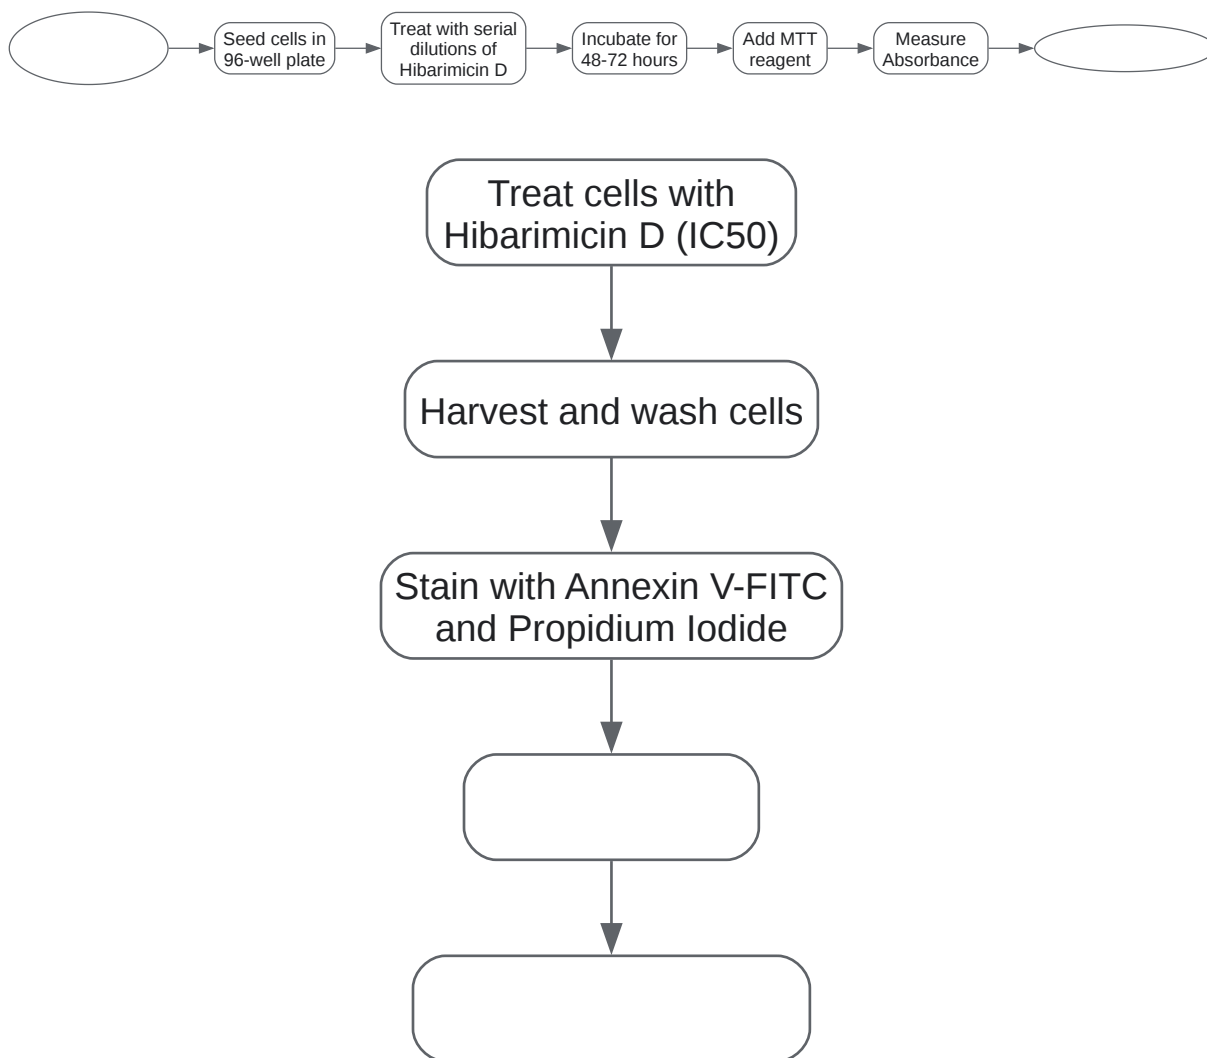 Seed cells in
96-well plate
Treat with serial
dilutions of
Hibarimicin D
Incubate for
48-72 hours
Add MTT
reagent
Measure
Absorbance
Treat cells with
Hibarimicin D (IC50)
Harvest and wash cells
Stain with Annexin V-FITC
and Propidium Iodide